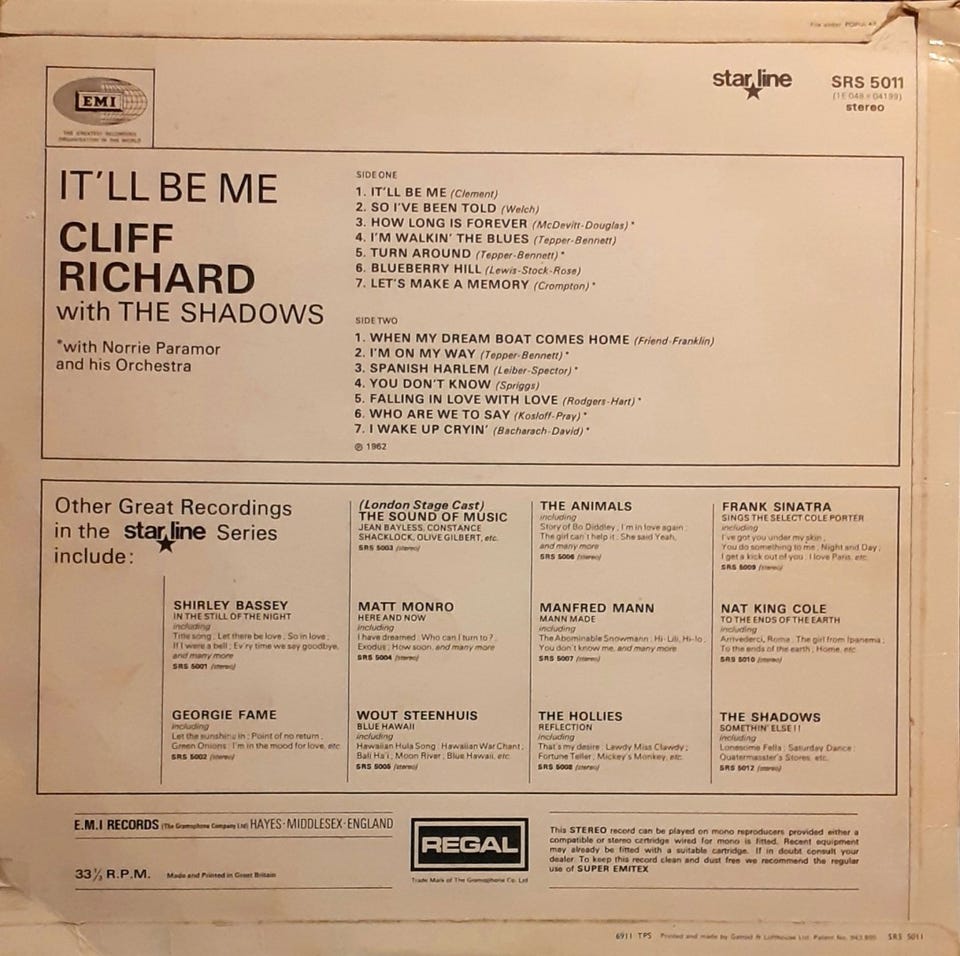 File under POPULAR
EMI
THE GREATEST RECORDING
ORGANISATION IN THE WORLD
star line
SRS 5011
(1E 048 o 04199)
stereo
IT'LL BE ME
CLIFF
RICHARD
with THE SHADOWS
*with Norrie Paramor
and his Orchestra
SIDE ONE
1. IT'LL BE ME (Clement)
2. SO I'VE BEEN TOLD (Welch)
3. HOW LONG IS FOREVER (McDevitt-Douglas)*
4. I'M WALKIN' THE BLUES (Tepper-Bennett)
5. TURN AROUND (Tepper-Bennett)*
6. BLUEBERRY HILL (Lewis-Stock-Rose)
7. LET'S MAKE A MEMORY (Crompton)*
SIDE TWO
1. WHEN MY DREAM BOAT COMES HOME (Friend-Franklin)
2. I'M ON MY WAY (Tepper-Bennett)*
3. SPANISH HARLEM (Leiber-Spector)*
4. YOU DON'T KNOW (Spriggs)
5. FALLING IN LOVE WITH LOVE (Rodgers-Hart)*
6. WHO ARE WE TO SAY (Kosloff-Pray)*
7. I WAKE UP CRYIN' (Bacharach-David)*
℗ 1962
Other Great Recordings
in the star line Series
include:
(London Stage Cast)
THE SOUND OF MUSIC
JEAN BAYLESS, CONSTANCE
SHACKLOCK, OLIVE GILBERT, etc.
SRS 5003 (stereo)
THE ANIMALS
including
Story of Bo Diddley; I'm in love again;
The girl can't help it; She said Yeah,
and many more
SRS 5006 (stereo)
FRANK SINATRA
SINGS THE SELECT COLE PORTER
including
I've got you under my skin;
You do something to me; Night and Day;
I get a kick out of you; I love Paris, etc.
SRS 5009 (stereo)
SHIRLEY BASSEY
IN THE STILL OF THE NIGHT
including
Title song; Let there be love; So in love;
If I were a bell; Ev'ry time we say goodbye,
and many more
SRS 5001 (stereo)
MATT MONRO
HERE AND NOW
including
I have dreamed; Who can I turn to?;
Exodus; How soon, and many more
SRS 5004 (stereo)
MANFRED MANN
MANN MADE
including
The Abominable Snowmann; Hi-Lili, Hi-lo;
You don't know me, and many more
SRS 5007 (stereo)
NAT KING COLE
TO THE ENDS OF THE EARTH
including
Arrivederci, Roma; The girl from Ipanema;
To the ends of the earth; Home, etc.
SRS 5010 (stereo)
GEORGIE FAME
including
Let the sunshine in; Point of no return;
Green Onions; I'm in the mood for love, etc.
SRS 5002 (stereo)
WOUT STEENHUIS
BLUE HAWAII
including
Hawaiian Hula Song; Hawaiian War Chant;
Bali Ha'i; Moon River; Blue Hawaii, etc.
SRS 5005 (stereo)
THE HOLLIES
REFLECTION
including
That's my desire; Lawdy Miss Clawdy;
Fortune Teller; Mickey's Monkey, etc.
SRS 5008 (stereo)
THE SHADOWS
SOMETHIN' ELSE!!
including
Lonesome Fella; Saturday Dance;
Quatermasster's Stores, etc.
SRS 5012 (stereo)
E.M.I RECORDS (The Gramophone Company Ltd) HAYES·MIDDLESEX·ENGLAND
33⅓ R.P.M. Made and Printed in Great Britain
REGAL
Trade Mark of The Gramophone Co. Ltd
This STEREO record can be played on mono reproducers provided either a
compatible or stereo cartridge wired for mono is fitted. Recent equipment
may already be fitted with a suitable cartridge. If in doubt consult your
dealer. To keep this record clean and dust free we recommend the regular
use of SUPER EMITEX
6911 TPS Printed and made by Garrod & Lofthouse Ltd. Patent No. 943,895 SRS 5011